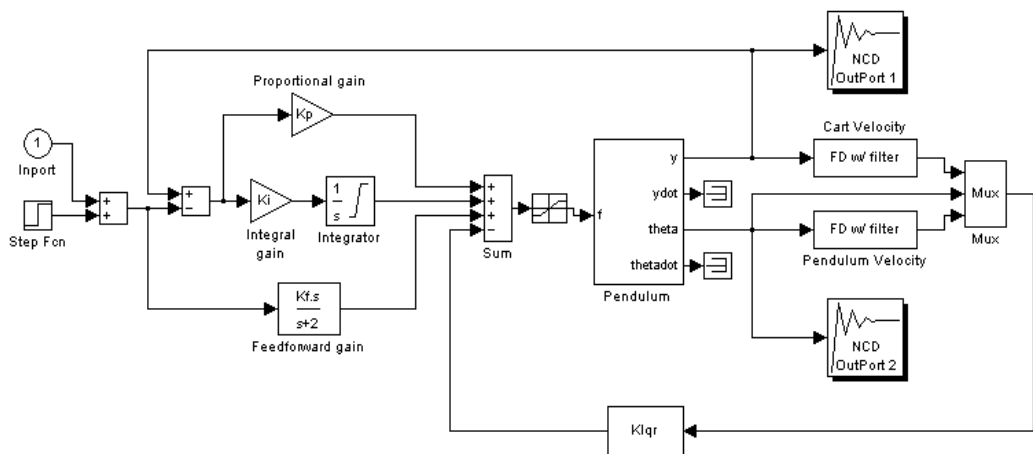 NCD
OutPort 1
Proportional gain
Kp
Cart Velocity
1
Inport
y
FD w/ filter
+
-
+
+
Ki
1
s
+
+
+
-
ydot
Mux
f
Step Fcn
Integral
gain
Integrator
Sum
theta
FD w/ filter
Mux
thetadot
Pendulum Velocity
Pendulum
Kf.s
s+2
Feedforward gain
NCD
OutPort 2
Klqr